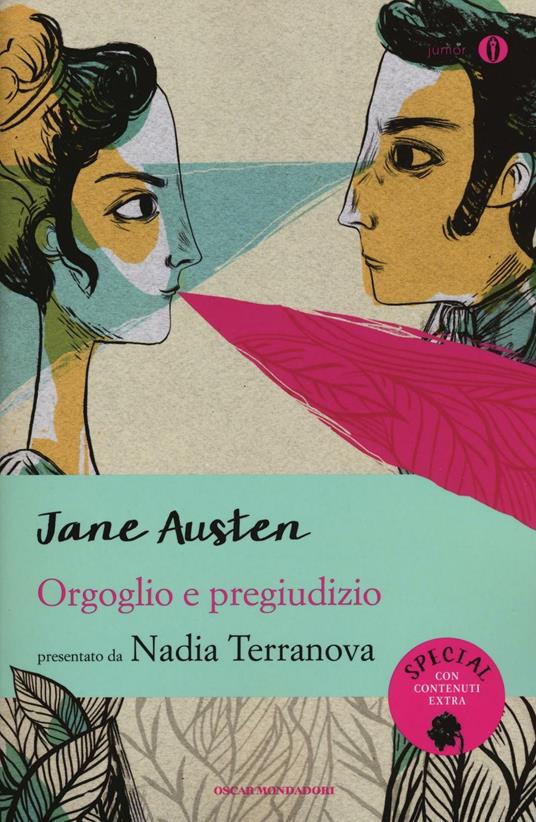 junior
Jane Austen
Orgoglio e pregiudizio
presentato da Nadia Terranova
SPECIAL
CON
CONTENUTI
EXTRA
OSCAR MONDADORI